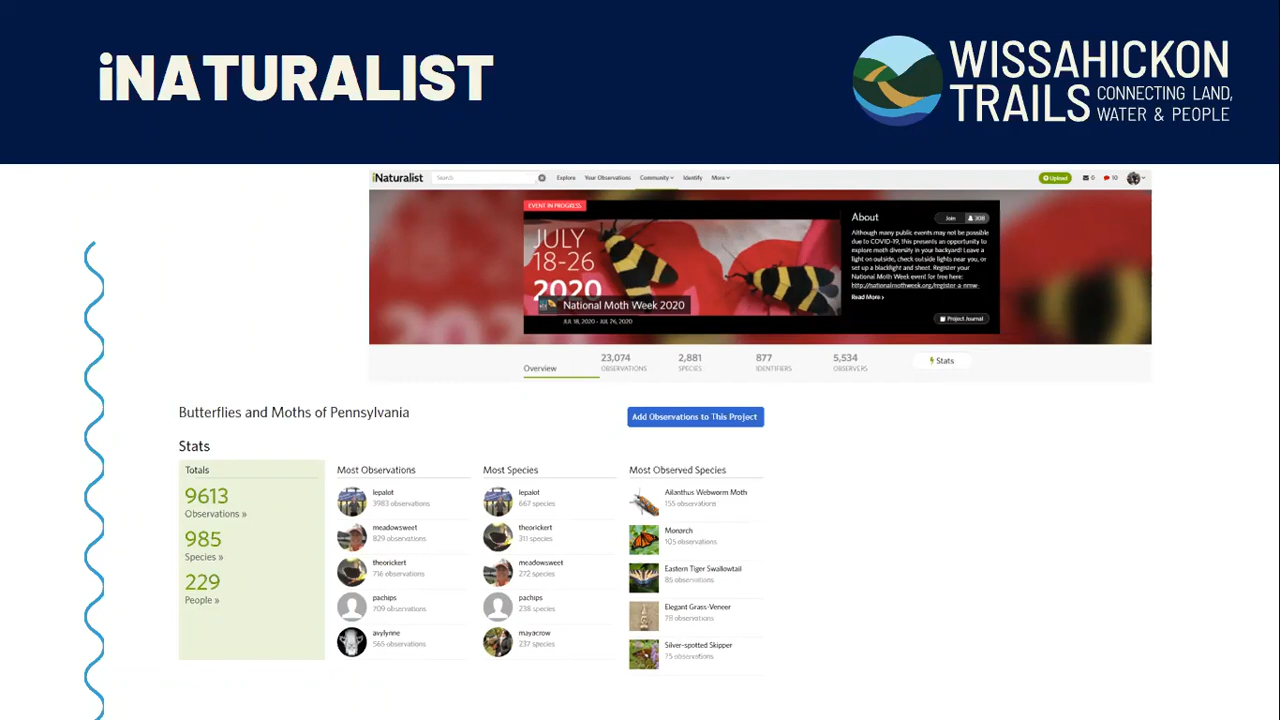 iNATURALIST
WISSAHICKON
TRAILS
CONNECTING LAND,
WATER & PEOPLE
iNaturalist
Search
Explore
Your Observations
Community
Identify
More
Upload
0
10
EVENT IN PROGRESS
JULY
18-26
2020
National Moth Week 2020
JUL 18, 2020 - JUL 26, 2020
About
Join
308
Although many public events may not be possible
due to COVID-19, this presents an opportunity to
explore moth diversity in your backyard! Leave a
light on outside, check outside lights near you, or
set up a blacklight and sheet. Register your
National Moth Week event for free here:
http://nationalmothweek.org/register-a-nmw-
Read More >
Project Journal
Overview
23,074
OBSERVATIONS
2,881
SPECIES
877
IDENTIFIERS
5,534
OBSERVERS
Stats
Butterflies and Moths of Pennsylvania
Add Observations to This Project
Stats
Totals
9613
Observations »
985
Species »
229
People »
Most Observations
lepalot
3983 observations
meadowsweet
829 observations
theorickert
716 observations
pachips
709 observations
avylynne
565 observations
Most Species
lepalot
667 species
theorickert
311 species
meadowsweet
272 species
pachips
238 species
mayacrow
237 species
Most Observed Species
Ailanthus Webworm Moth
155 observations
Monarch
105 observations
Eastern Tiger Swallowtail
85 observations
Elegant Grass-Veneer
78 observations
Silver-spotted Skipper
75 observations